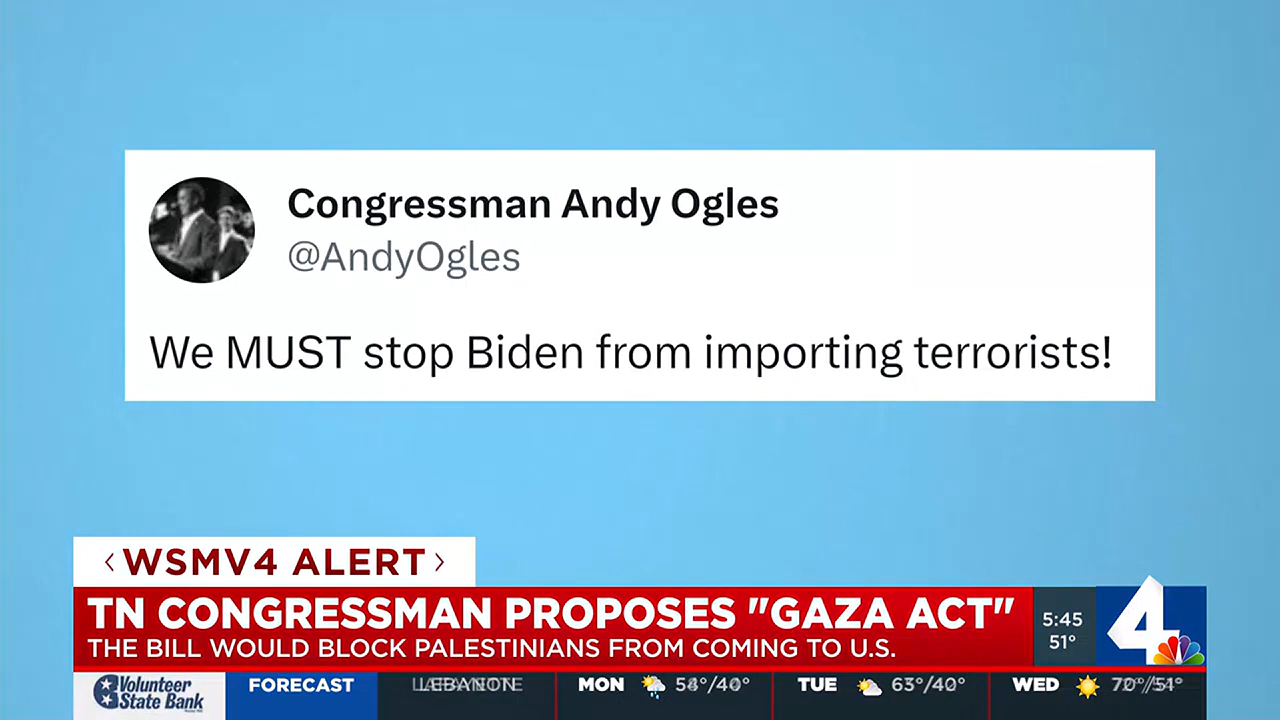 Congressman Andy Ogles
@AndyOgles
We MUST stop Biden from importing terrorists!
<WSMV4 ALERT>
TN CONGRESSMAN PROPOSES "GAZA ACT"
THE BILL WOULD BLOCK PALESTINIANS FROM COMING TO U.S.
5:45
51°
4
Volunteer
State Bank
FORECAST
MON
TUE 63°/40°
WED